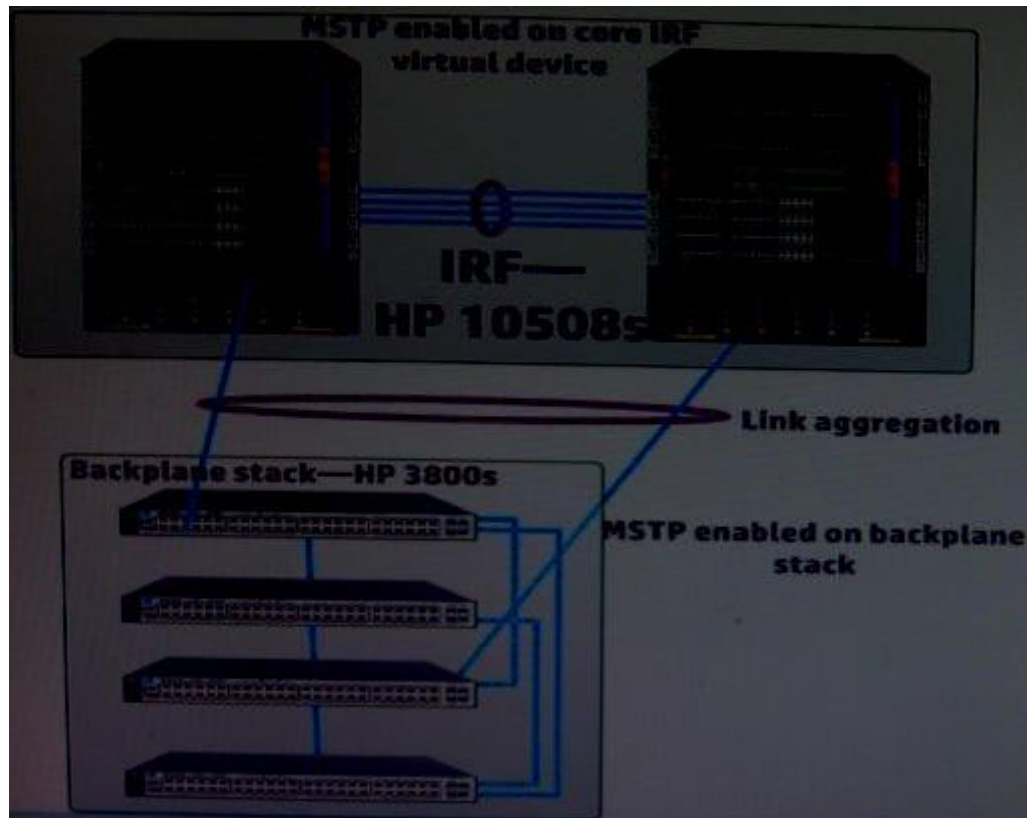 MSTP enabled on core IRF
virtual device
IRF—
HP 10508s
Link aggregation
Backplane stack—HP 3800s
MSTP enabled on backplane
stack